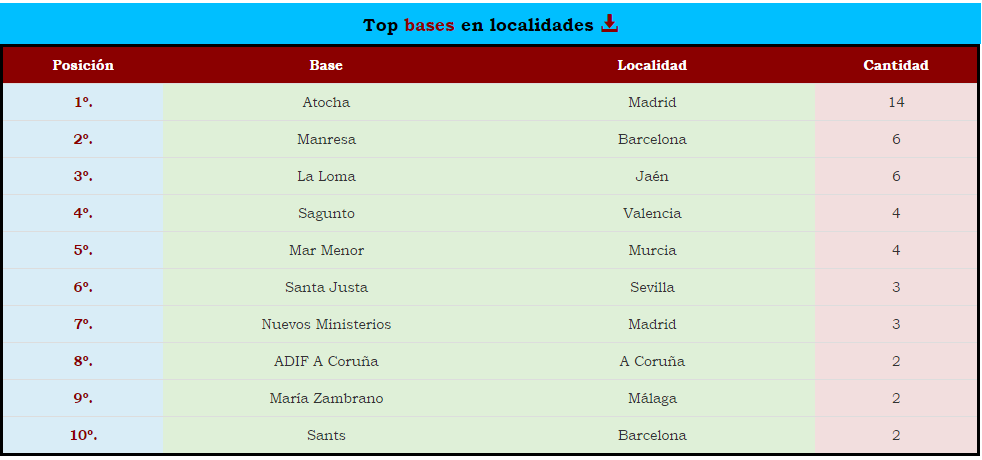 Top bases en localidades
Posición Base Localidad Cantidad
1º. Atocha Madrid 14
2º. Manresa Barcelona 6
3º. La Loma Jaén 6
4º. Sagunto Valencia 4
5º. Mar Menor Murcia 4
6º. Santa Justa Sevilla 3
7º. Nuevos Ministerios Madrid 3
8º. ADIF A Coruña A Coruña 2
9º. María Zambrano Málaga 2
10º. Sants Barcelona 2